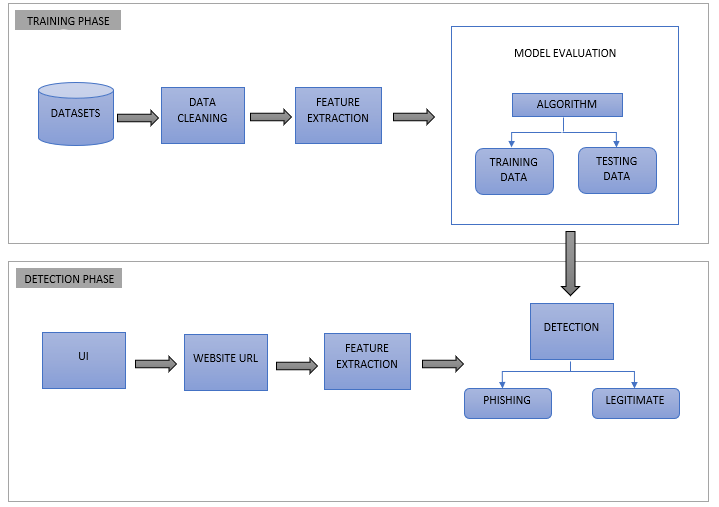 TRAINING PHASE
MODEL EVALUATION
DATASETS
DATA
CLEANING
FEATURE
EXTRACTION
ALGORITHM
TRAINING
DATA
TESTING
DATA
DETECTION PHASE
UI
WEBSITE URL
FEATURE
EXTRACTION
DETECTION
PHISHING
LEGITIMATE